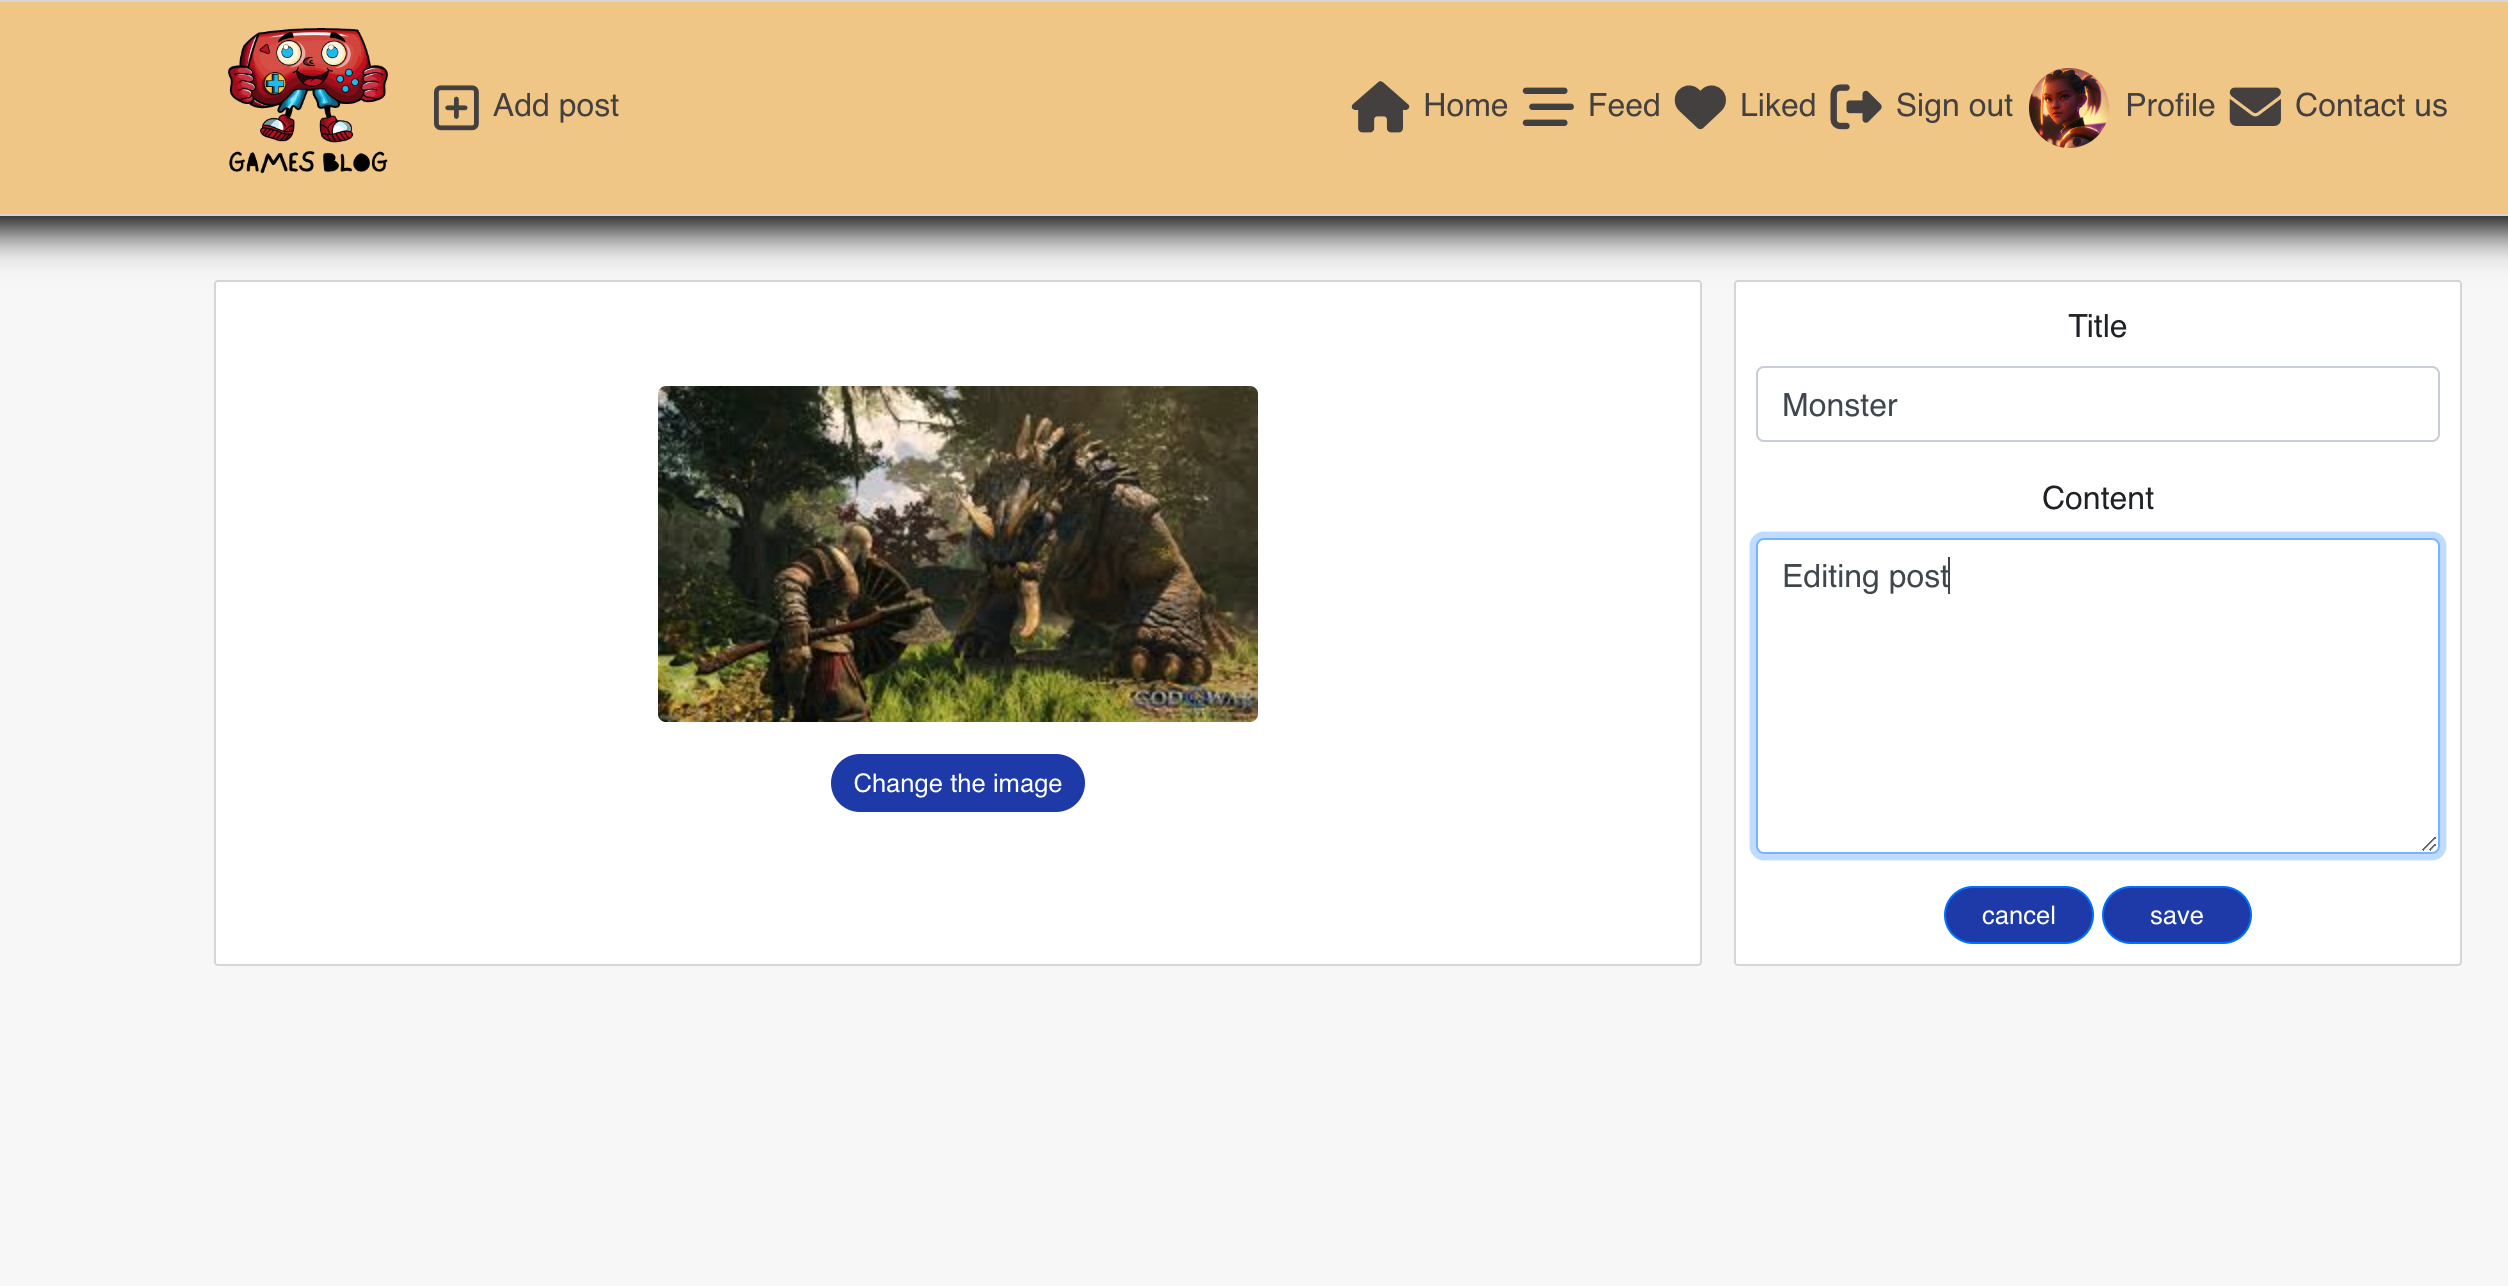 GAMES BLOG
Add post
Home
Feed
Liked
Sign out
Profile
Contact us
GOD OF WAR
Change the image
Title
Monster
Content
Editing post
cancel
save